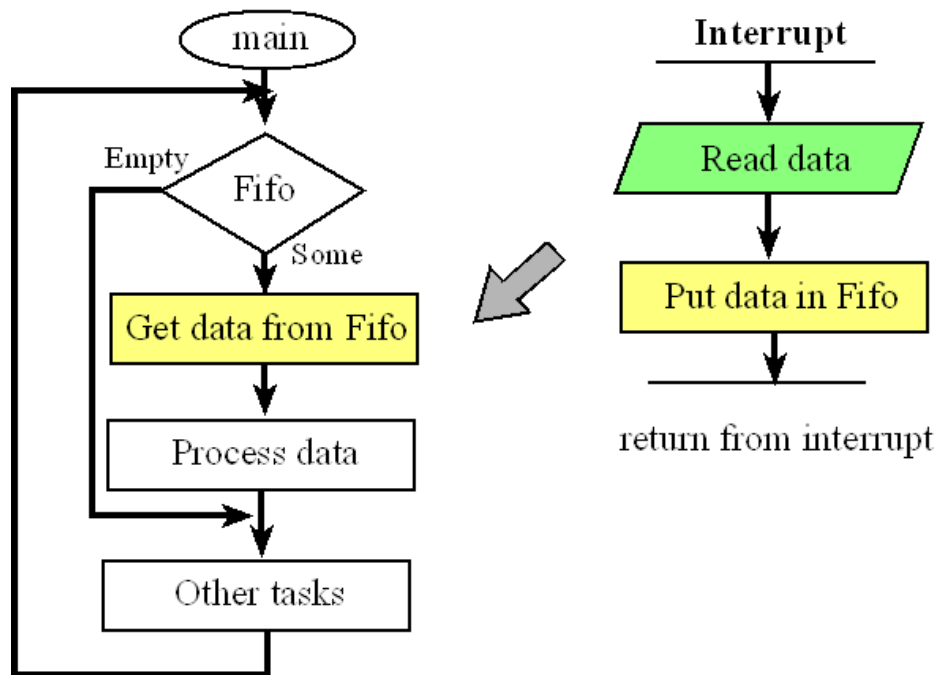 main
Empty
Fifo
Some
Get data from Fifo
Process data
Other tasks
Interrupt
Read data
Put data in Fifo
return from interrupt